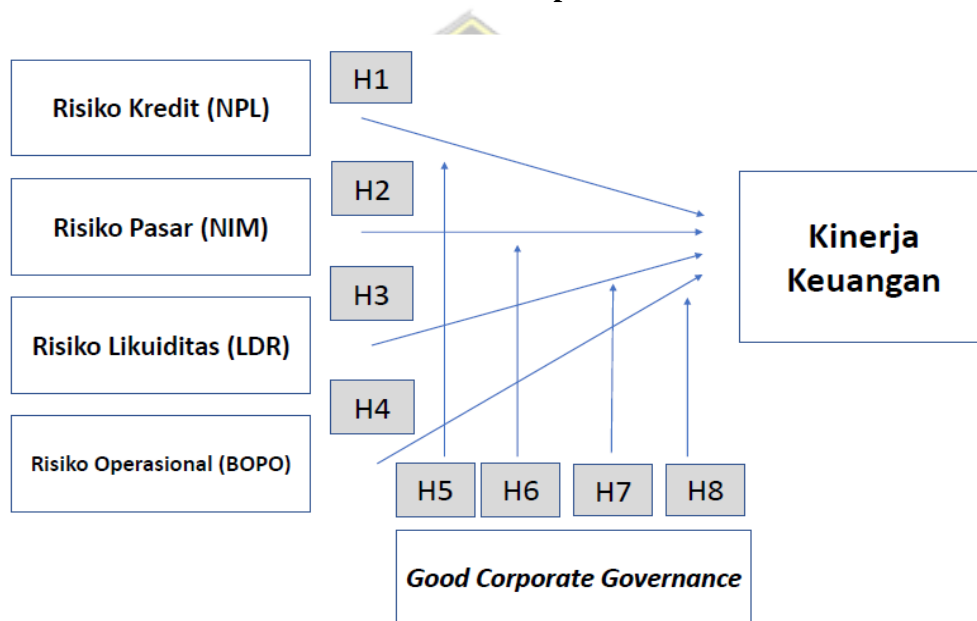 H1
Risiko Kredit (NPL)
H2
Risiko Pasar (NIM)
Kinerja
Keuangan
H3
Risiko Likuiditas (LDR)
H4
Risiko Operasional (BOPO)
H5
H6
H7
H8
Good Corporate Governance